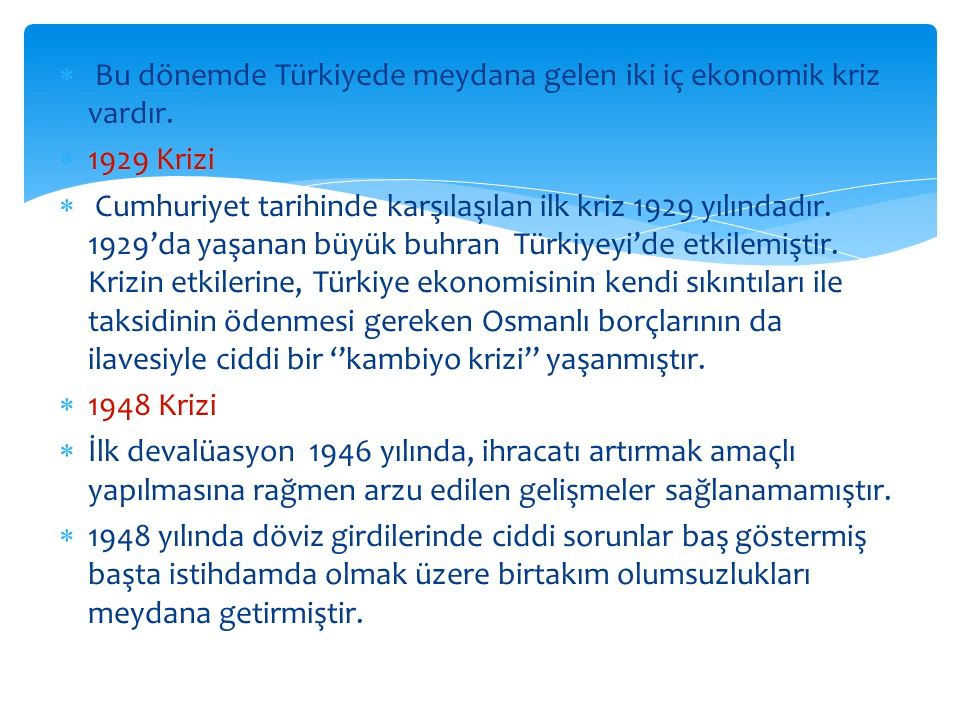 * Bu dönemde Türkiyede meydana gelen iki iç ekonomik kriz
vardır.
* 1929 Krizi
* Cumhuriyet tarihinde karşılaşılan ilk kriz 1929 yılındadır.
1929’da yaşanan büyük buhran Türkiyeyi’de etkilemiştir.
Krizin etkilerine, Türkiye ekonomisinin kendi sıkıntıları ile
taksidinin ödenmesi gereken Osmanlı borçlarının da
ilavesiyle ciddi bir ‘’kambiyo krizi’’ yaşanmıştır.
* 1948 Krizi
* İlk devalüasyon 1946 yılında, ihracatı artırmak amaçlı
yapılmasına rağmen arzu edilen gelişmeler sağlanamamıştır.
* 1948 yılında döviz girdilerinde ciddi sorunlar baş göstermiş
başta istihdamda olmak üzere birtakım olumsuzlukları
meydana getirmiştir.